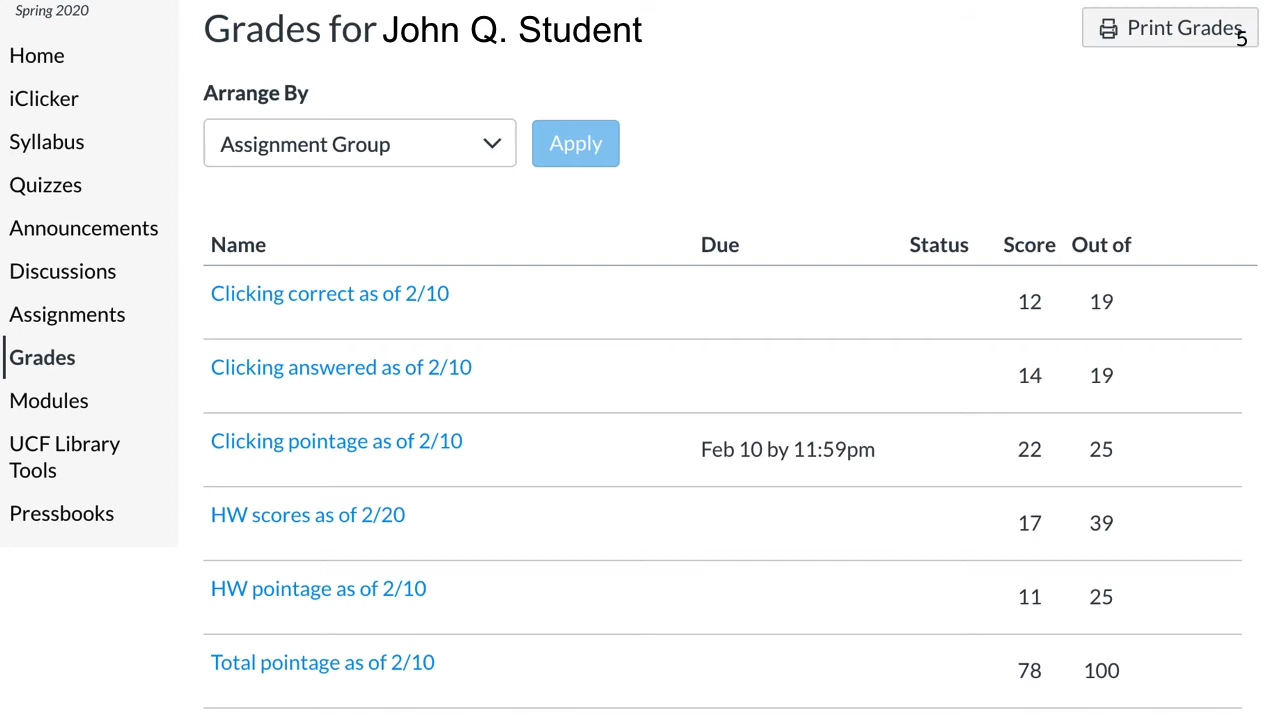 Spring 2020
Home
iClicker
Syllabus
Quizzes
Announcements
Discussions
Assignments
Grades
Modules
UCF Library
Tools
Pressbooks
Grades for John Q. Student
Print Grades
5
Arrange By
Assignment Group
Apply
Name Due Status Score Out of
Clicking correct as of 2/10 12 19
Clicking answered as of 2/10 14 19
Clicking pointage as of 2/10 Feb 10 by 11:59pm 22 25
HW scores as of 2/20 17 39
HW pointage as of 2/10 11 25
Total pointage as of 2/10 78 100